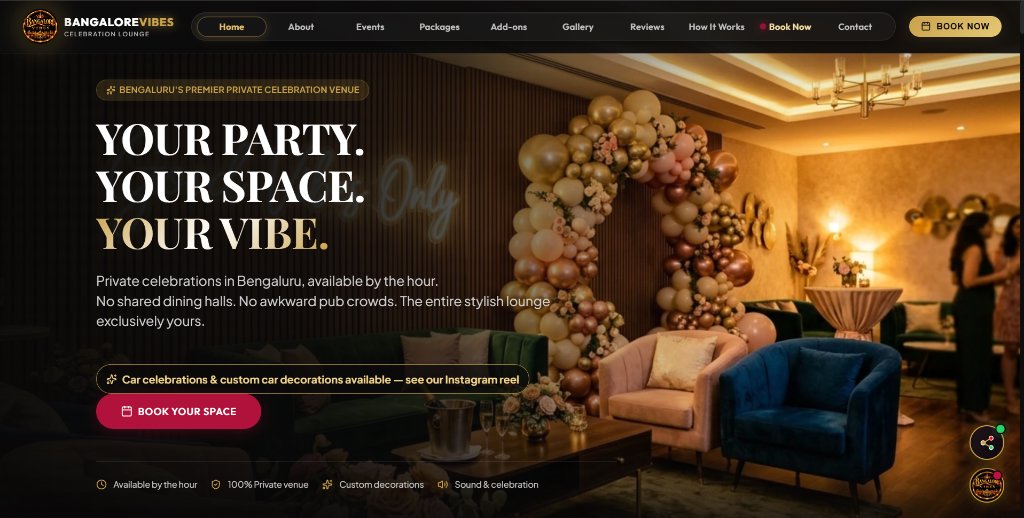 BANGALORE VIBES
BANGALOREVIBES
CELEBRATION LOUNGE
Home
About
Events
Packages
Add-ons
Gallery
Reviews
How It Works
Book Now
Contact
BOOK NOW
BENGALURU'S PREMIER PRIVATE CELEBRATION VENUE
YOUR PARTY.
YOUR SPACE.
YOUR VIBE.
Only
Private celebrations in Bengaluru, available by the hour.
No shared dining halls. No awkward pub crowds. The entire stylish lounge
exclusively yours.
Car celebrations & custom car decorations available — see our Instagram reel
BOOK YOUR SPACE
Available by the hour
100% Private venue
Custom decorations
Sound & celebration
BANGALORE